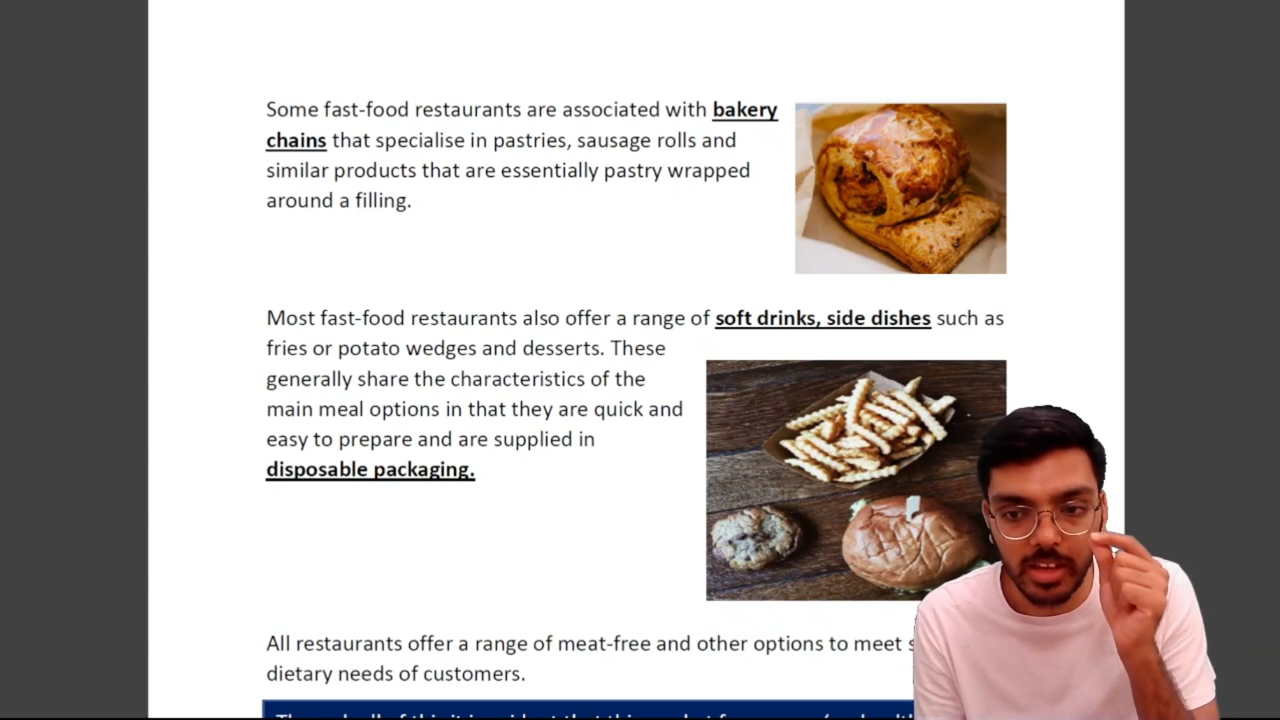 Some fast-food restaurants are associated with bakery
chains that specialise in pastries, sausage rolls and
similar products that are essentially pastry wrapped
around a filling.
Most fast-food restaurants also offer a range of soft drinks, side dishes such as
fries or potato wedges and desserts. These
generally share the characteristics of the
main meal options in that they are quick and
easy to prepare and are supplied in
disposable packaging.
All restaurants offer a range of meat-free and other options to meet
dietary needs of customers.